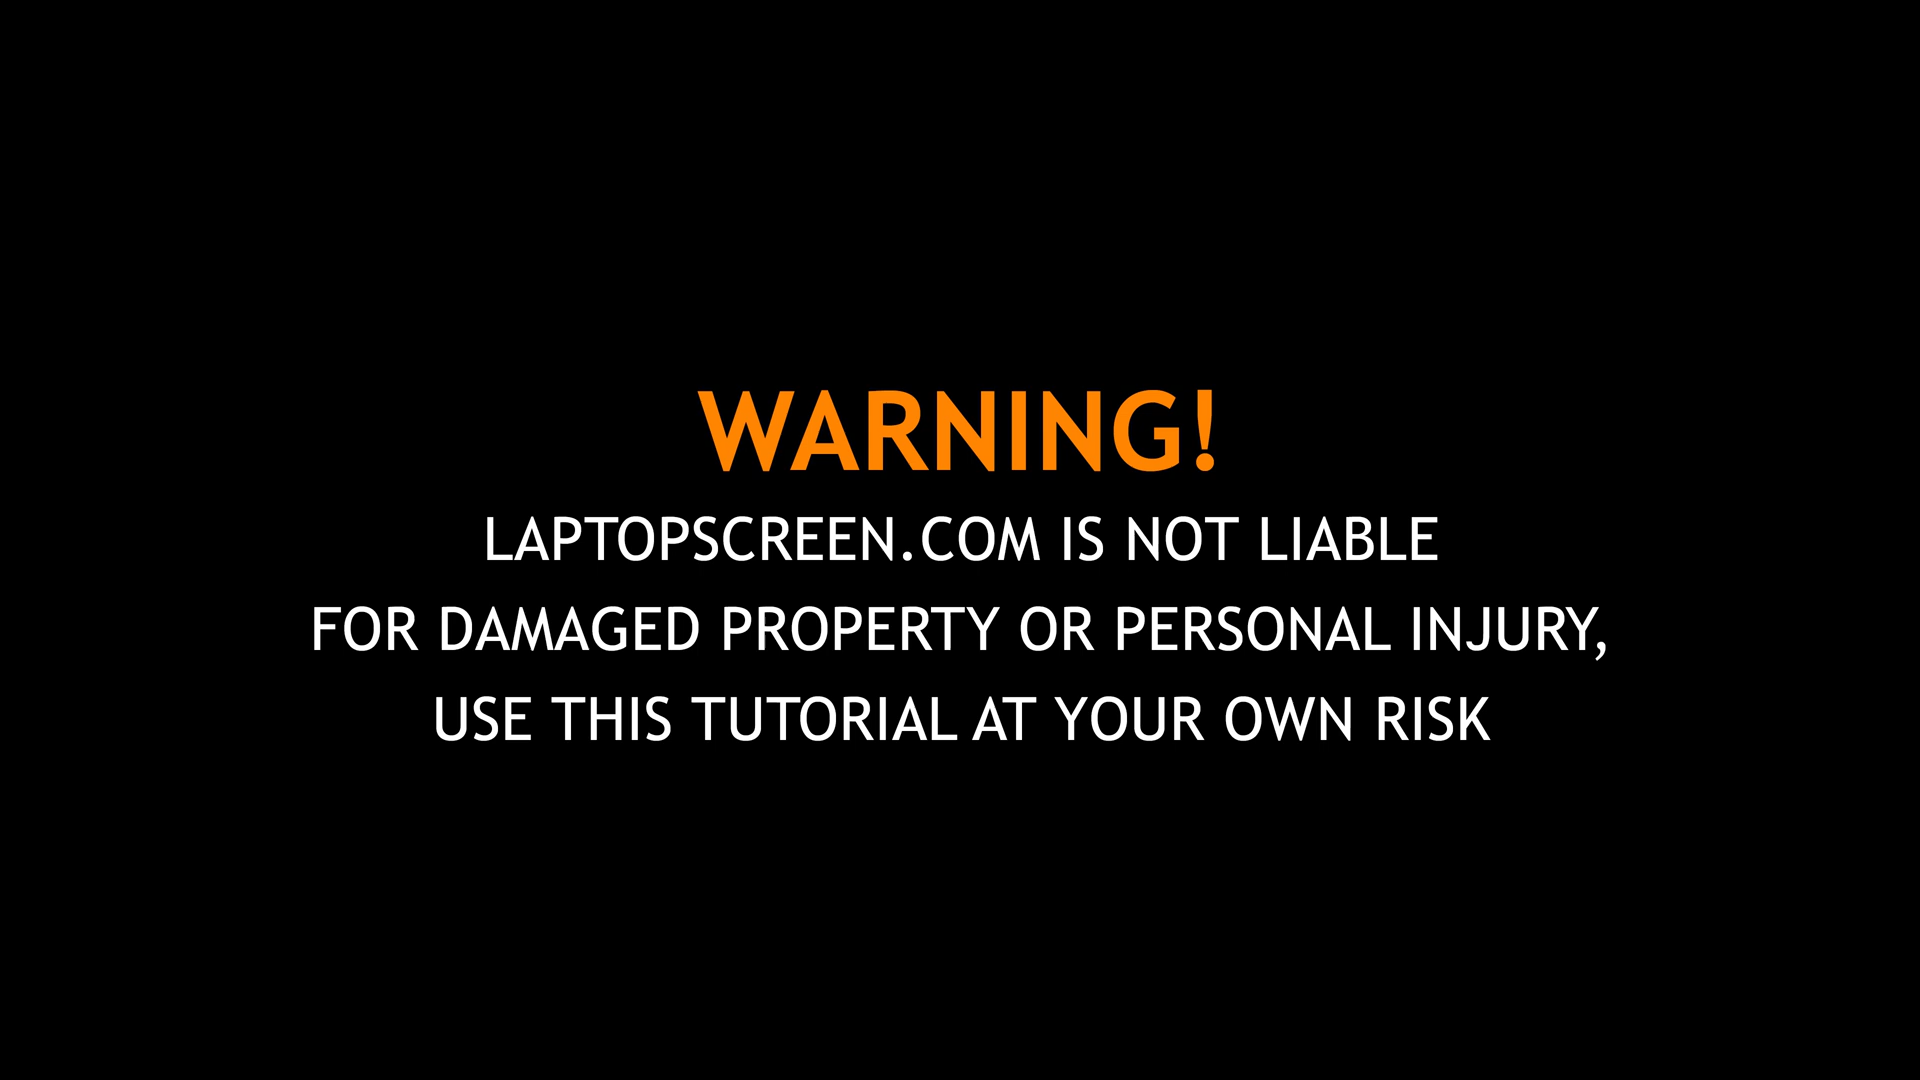 WARNING!
LAPTOPSCREEN.COM IS NOT LIABLE
FOR DAMAGED PROPERTY OR PERSONAL INJURY,
USE THIS TUTORIAL AT YOUR OWN RISK